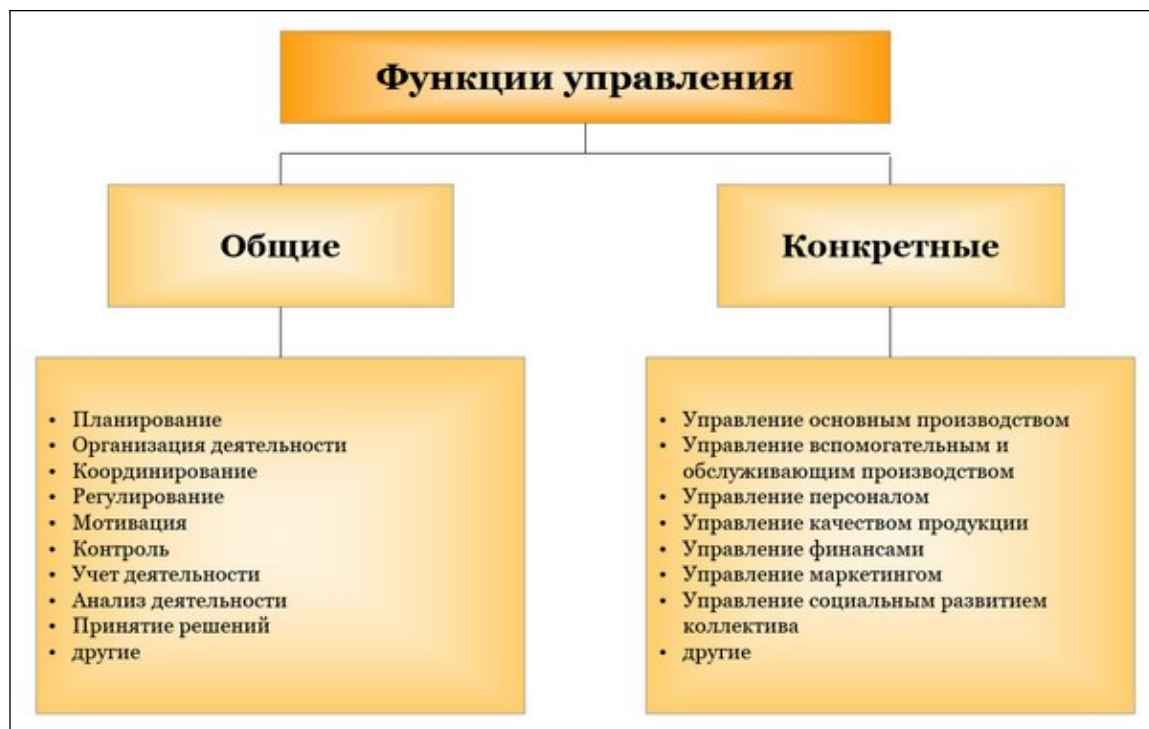 Функции управления
Общие
Конкретные
• Планирование
• Организация деятельности
• Координирование
• Регулирование
• Мотивация
• Контроль
• Учет деятельности
• Анализ деятельности
• Принятие решений
• другие
• Управление основным производством
• Управление вспомогательным и
обслуживающим производством
• Управление персоналом
• Управление качеством продукции
• Управление финансами
• Управление маркетингом
• Управление социальным развитием
коллектива
• другие